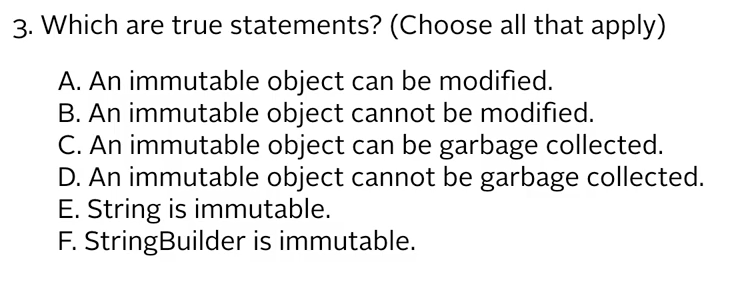 3. Which are true statements? (Choose all that apply)
A. An immutable object can be modified.
B. An immutable object cannot be modified.
C. An immutable object can be garbage collected.
D. An immutable object cannot be garbage collected.
E. String is immutable.
F. StringBuilder is immutable.